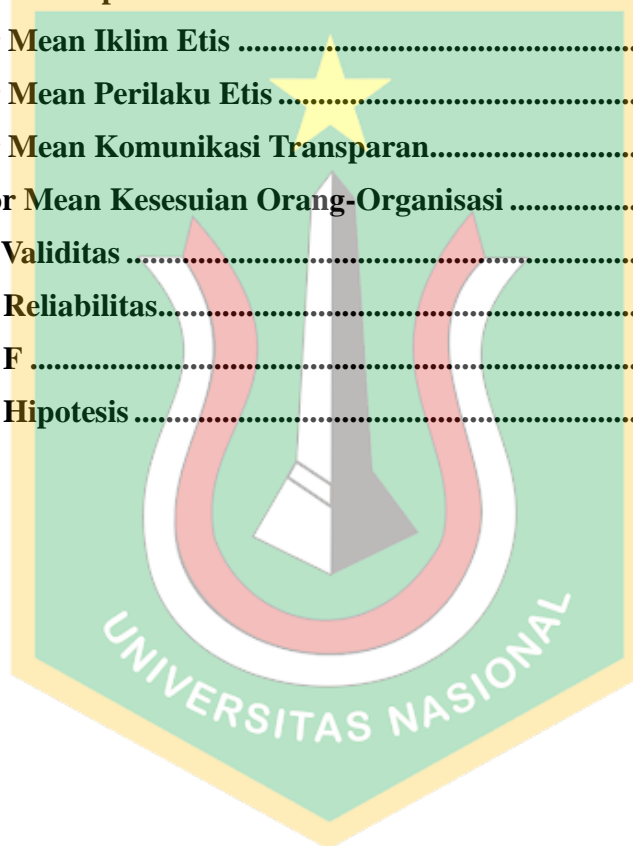 Mean Iklim Etis ..........................................................
Mean Perilaku Etis .....................................................
Mean Komunikasi Transparan...................................
r Mean Kesesuian Orang-Organisasi .........................
Validitas .....................................................................
Reliabilitas..................................................................
F ..................................................................................
Hipotesis .....................................................................
UNIVERSITAS NASIONAL